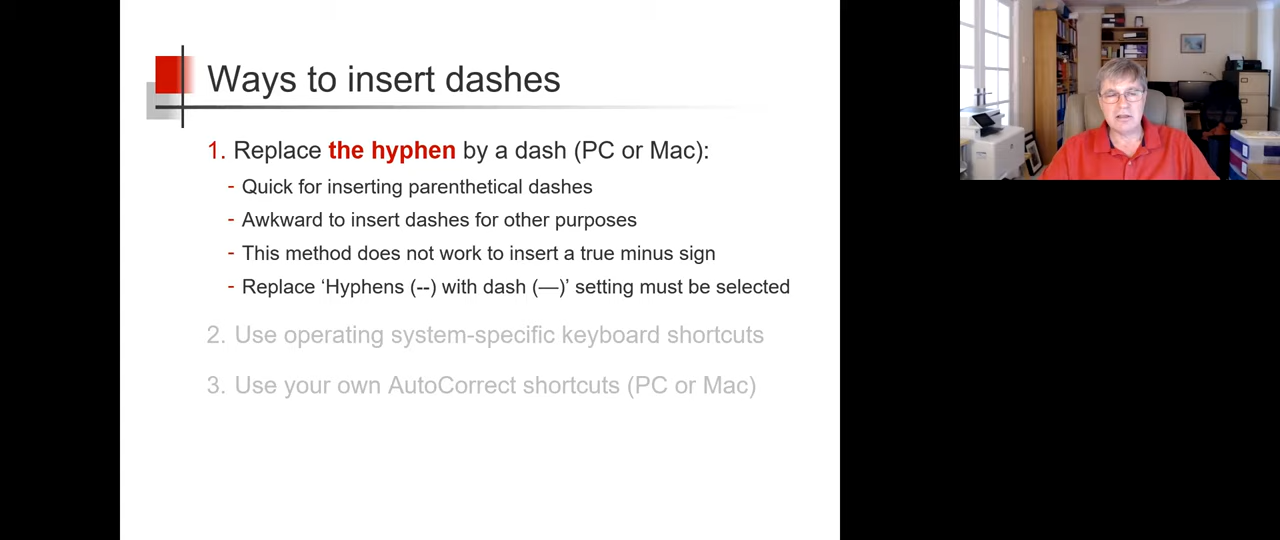 Ways to insert dashes
1. Replace the hyphen by a dash (PC or Mac):
- Quick for inserting parenthetical dashes
- Awkward to insert dashes for other purposes
- This method does not work to insert a true minus sign
- Replace ‘Hyphens (--) with dash (—)’ setting must be selected
2. Use operating system-specific keyboard shortcuts
3. Use your own AutoCorrect shortcuts (PC or Mac)